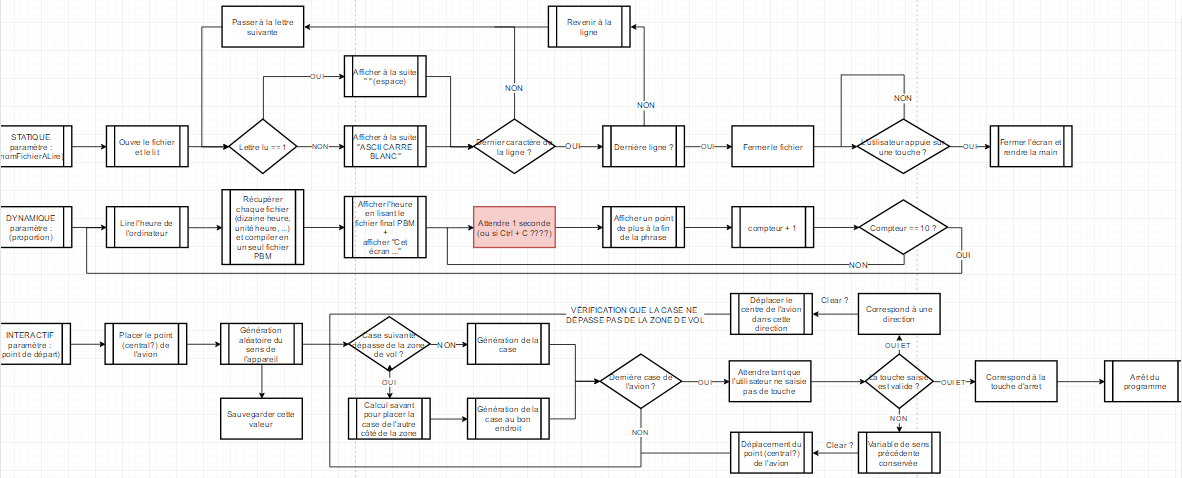 Passer à la lettre
suivante
Revenir à la
ligne
OUI
Afficher à la suite
" " (espace)
NON
NON
NON
STATIQUE
paramètre :
nomFichierALire)
Ouvre le fichier
et le lit
Lettre lu == 1
NON
Afficher à la suite
"ASCII CARRE
BLANC"
Dernier caractère de
la ligne ?
OUI
Dernière ligne ?
OUI
Fermer le fichier
L'utilisateur appuie sur
une touche ?
OUI
Fermer l'écran et
rendre la main
DYNAMIQUE
paramètre :
(proportion)
Lire l'heure de
l'ordinateur
Récupérer
chaque fichier
(dizaine heure,
unité heure, ...)
et compiler en
un seul fichier
PBM
Afficher l'heure
en lisant le
fichier final PBM
+
afficher "Cet
écran ..."
Attendre 1 seconde
(ou si Ctrl + C ????)
Afficher un point
de plus à la fin
de la phrase
compteur + 1
Compteur == 10 ?
OUI
NON
INTERACTIF
paramètre :
point de départ)
Placer le point
(central?) de
l'avion
Génération
aléatoire du
sens de
l'appareil
Sauvegarder cette
valeur
VÉRIFICATION QUE LA CASE NE
DÉPASSE PAS DE LA ZONE DE VOL
Case suivante
dépasse de la zone
de vol ?
NON
Génération de la
case
OUI
Calcul savant
pour placer la
case de l'autre
côté de la zone
Génération de la
case au bon
endroit
Dernière case de
l'avion ?
OUI
NON
Déplacer le
centre de l'avion
dans cette
direction
Clear ?
Correspond à une
direction
OUI ET
Attendre tant que
l'utilisateur ne saisie
pas de touche
La touche saisie
est valide ?
OUI ET
Correspond à la
touche d'arret
Arrêt du
programme
NON
Déplacement du
point (central?)
de l'avion
Clear ?
Variable de sens
précédente
conservée